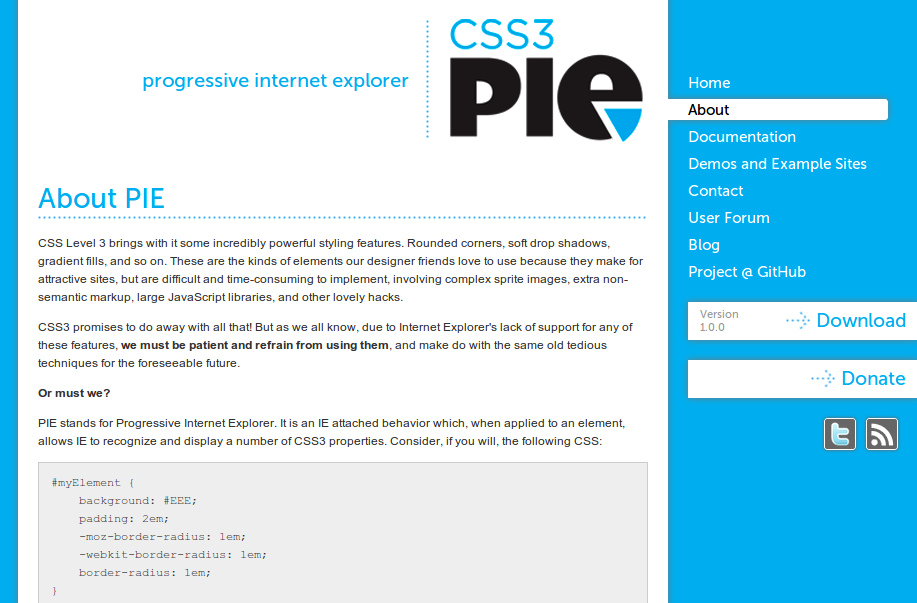 progressive internet explorer
CSS3
PIE
Home
About
Documentation
Demos and Example Sites
Contact
User Forum
Blog
Project @ GitHub
Version
1.0.0
Download
Donate
About PIE
CSS Level 3 brings with it some incredibly powerful styling features. Rounded corners, soft drop shadows,
gradient fills, and so on. These are the kinds of elements our designer friends love to use because they make for
attractive sites, but are difficult and time-consuming to implement, involving complex sprite images, extra non-
semantic markup, large JavaScript libraries, and other lovely hacks.
CSS3 promises to do away with all that! But as we all know, due to Internet Explorer's lack of support for any of
these features, we must be patient and refrain from using them, and make do with the same old tedious
techniques for the foreseeable future.
Or must we?
PIE stands for Progressive Internet Explorer. It is an IE attached behavior which, when applied to an element,
allows IE to recognize and display a number of CSS3 properties. Consider, if you will, the following CSS:
#myElement {
    background: #EEE;
    padding: 2em;
    -moz-border-radius: 1em;
    -webkit-border-radius: 1em;
    border-radius: 1em;
}